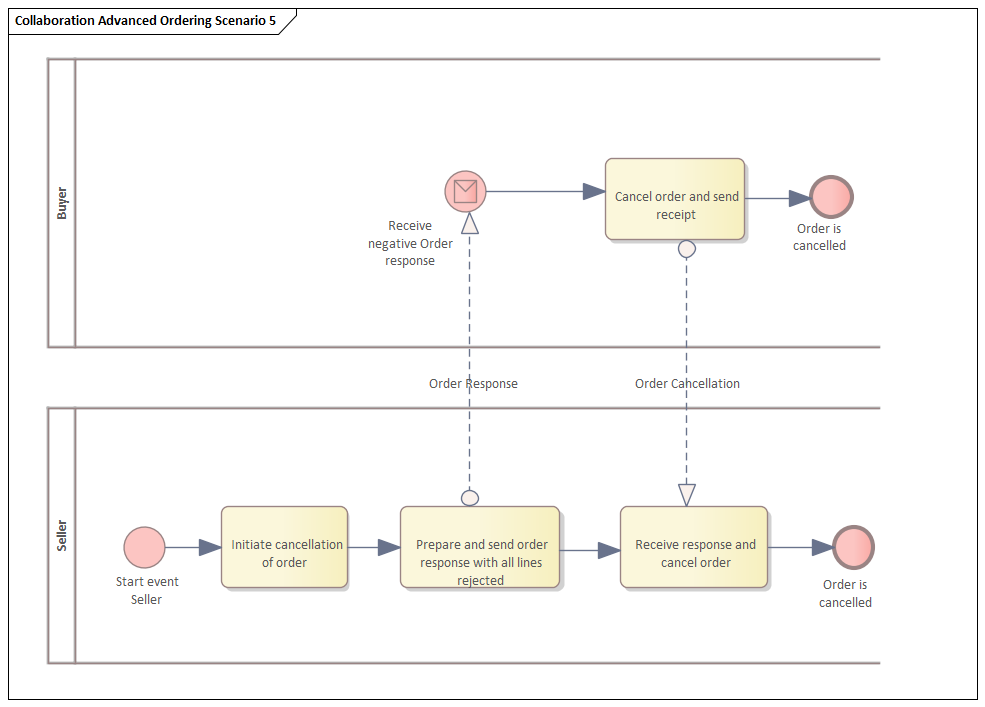 Collaboration Advanced Ordering Scenario 5
Buyer
Receive
negative Order
response
Cancel order and send
receipt
Order is
cancelled
Order Response
Order Cancellation
Seller
Start event
Seller
Initiate cancellation
of order
Prepare and send order
response with all lines
rejected
Receive response and
cancel order
Order is
cancelled